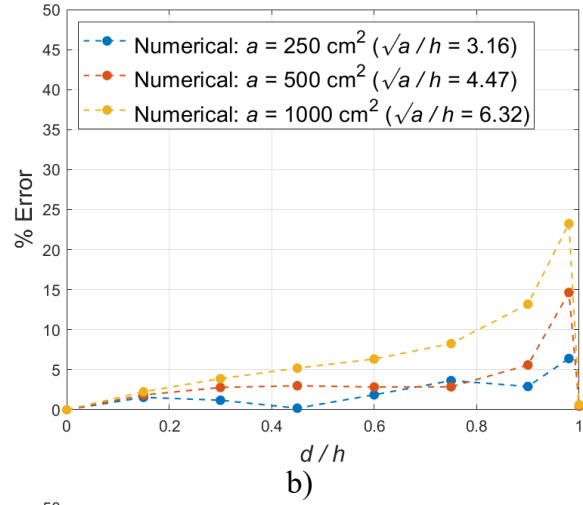 50
45
40
35
30
25
20
15
10
5
0
% Error
Numerical: a = 250 cm² (√a / h = 3.16)
Numerical: a = 500 cm² (√a / h = 4.47)
Numerical: a = 1000 cm² (√a / h = 6.32)
0 0.2 0.4 0.6 0.8 1
d / h
b)